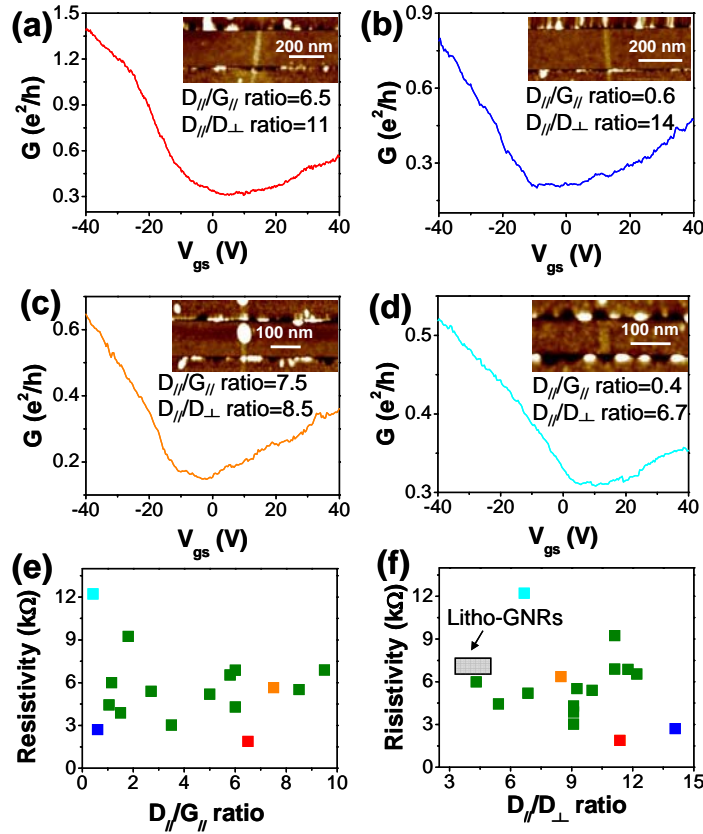 (a)
1.5
1.2
0.9
0.6
0.3
G (e²/h)
200 nm
D//​/G// ratio=6.5
D///D⊥ ratio=11
-40 -20 0 20 40
Vgs (V)
(b)
0.8
0.6
0.4
0.2
G (e²/h)
200 nm
D///G// ratio=0.6
D///D⊥ ratio=14
-40 -20 0 20 40
Vgs (V)
(c)
0.6
0.4
0.2
G (e²/h)
100 nm
D///G// ratio=7.5
D///D⊥ ratio=8.5
-40 -20 0 20 40
Vgs (V)
(d)
0.5
0.4
0.3
G (e²/h)
100 nm
D///G// ratio=0.4
D///D⊥ ratio=6.7
-40 -20 0 20 40
Vgs (V)
(e)
12
9
6
3
0
Resistivity (kΩ)
0 2 4 6 8 10
D///G// ratio
(f)
12
9
6
3
0
Risistivity (kΩ)
Litho-GNRs
3 6 9 12 15
D///D⊥ ratio